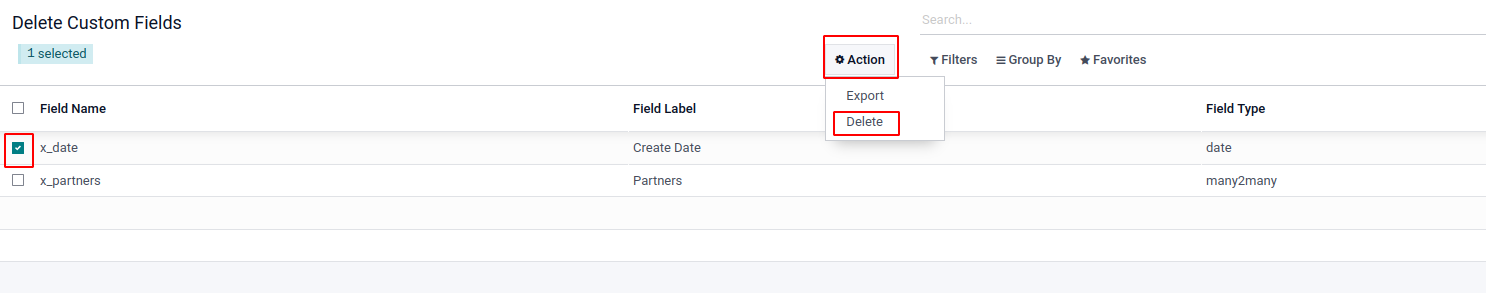 Delete Custom Fields
Search...
1 selected
Action
Filters
Group By
Favorites
Export
Delete
Field Name Field Label Field Type
x_date Create Date date
x_partners Partners many2many